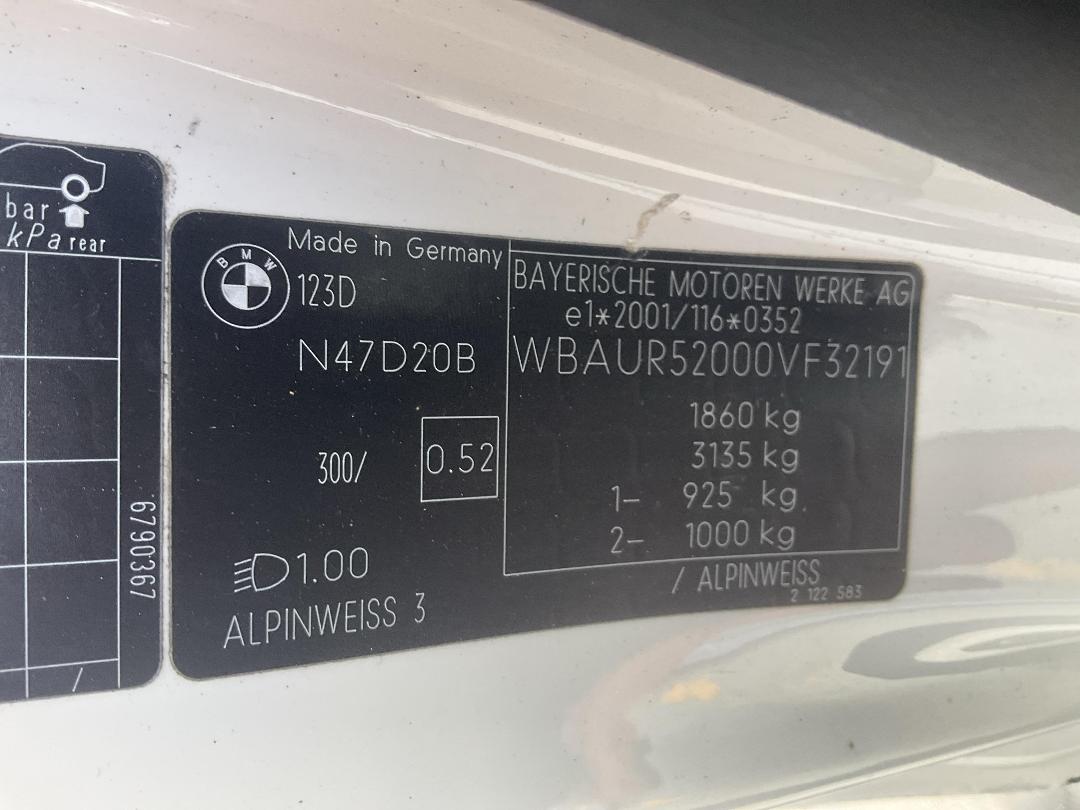 bar
kPa rear
/
6790367
BMW
Made in Germany
123D
N47D20B
300/
0.52
1.00
ALPINWEISS 3
BAYERISCHE MOTOREN WERKE AG
e1*2001/116*0352
WBAUR52000VF32191
1860 kg
3135 kg
1- 925 kg
2- 1000 kg
/ ALPINWEISS
2 122 583